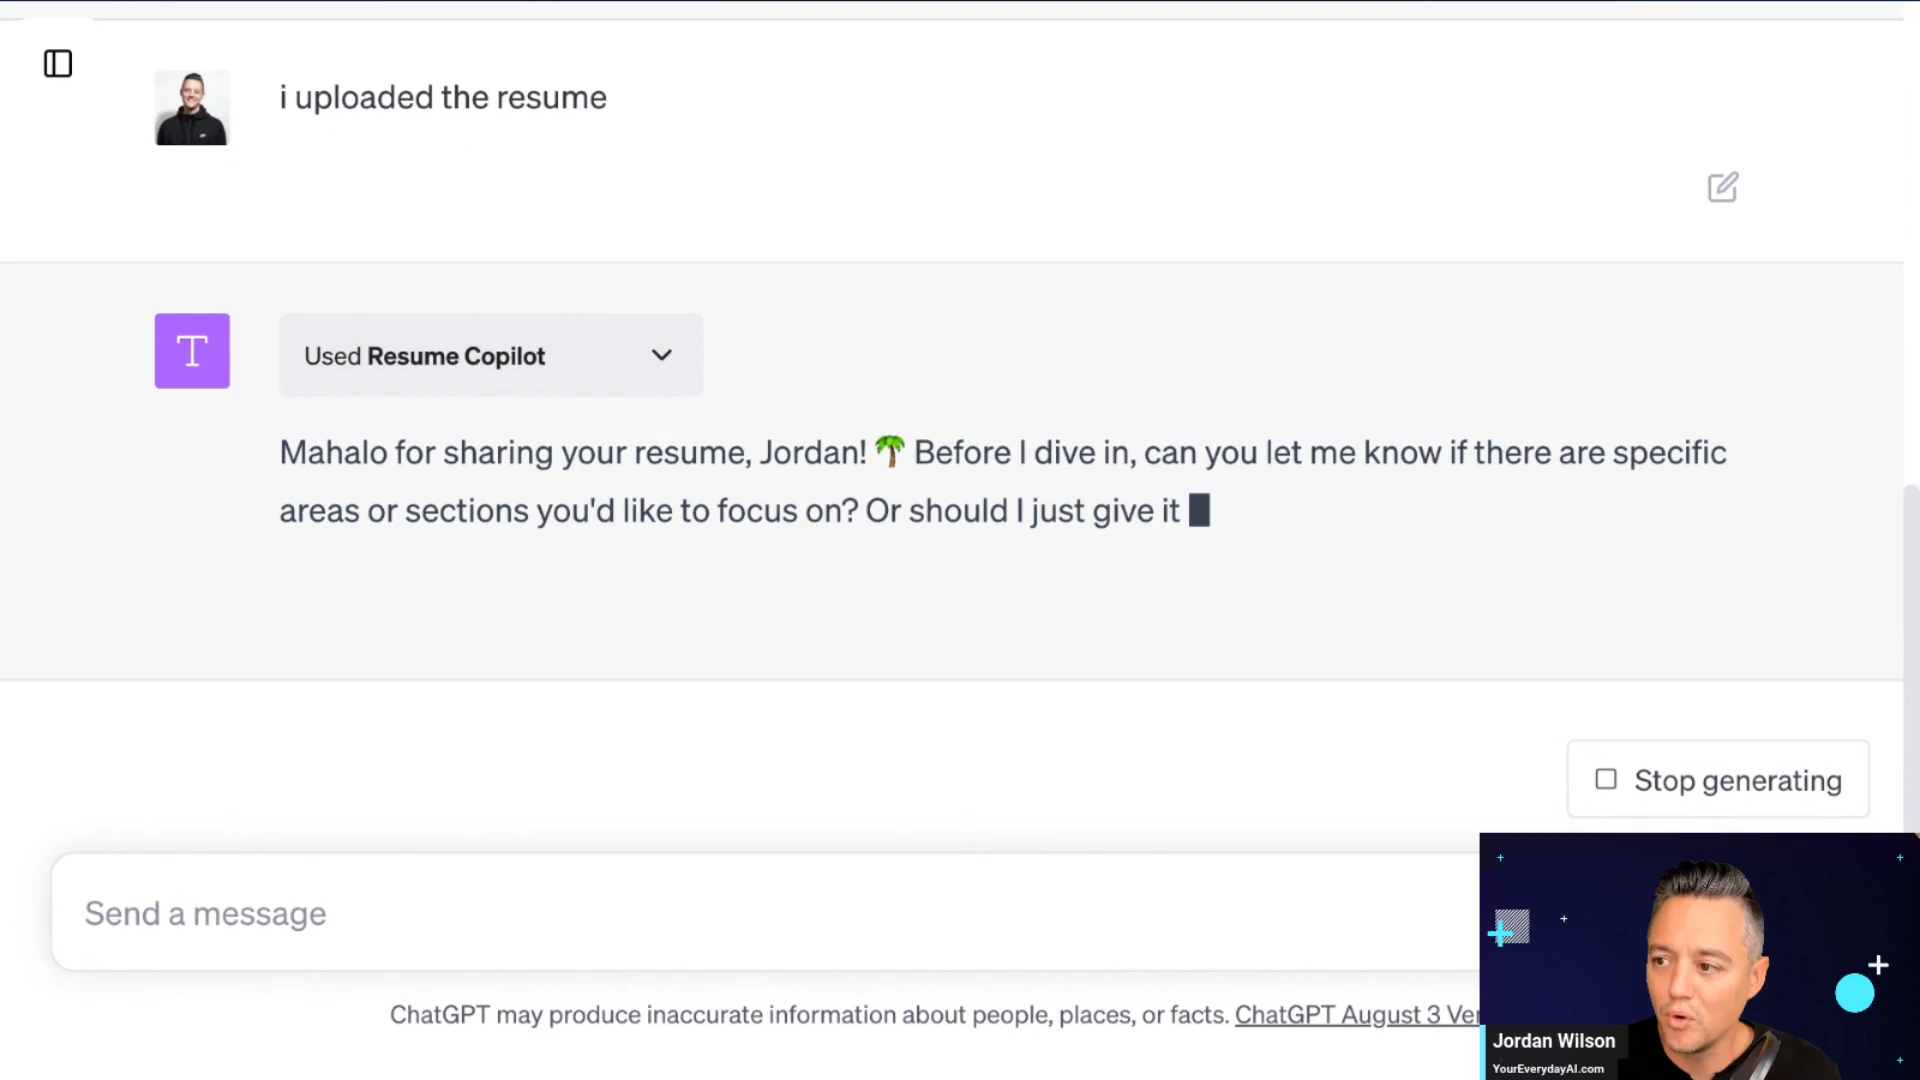 i uploaded the resume
T
Used Resume Copilot
Mahalo for sharing your resume, Jordan! 🌴 Before I dive in, can you let me know if there are specific
areas or sections you'd like to focus on? Or should I just give it
Stop generating
Send a message
ChatGPT may produce inaccurate information about people, places, or facts. ChatGPT August 3 Ver
Jordan Wilson
YourEverydayAI.com